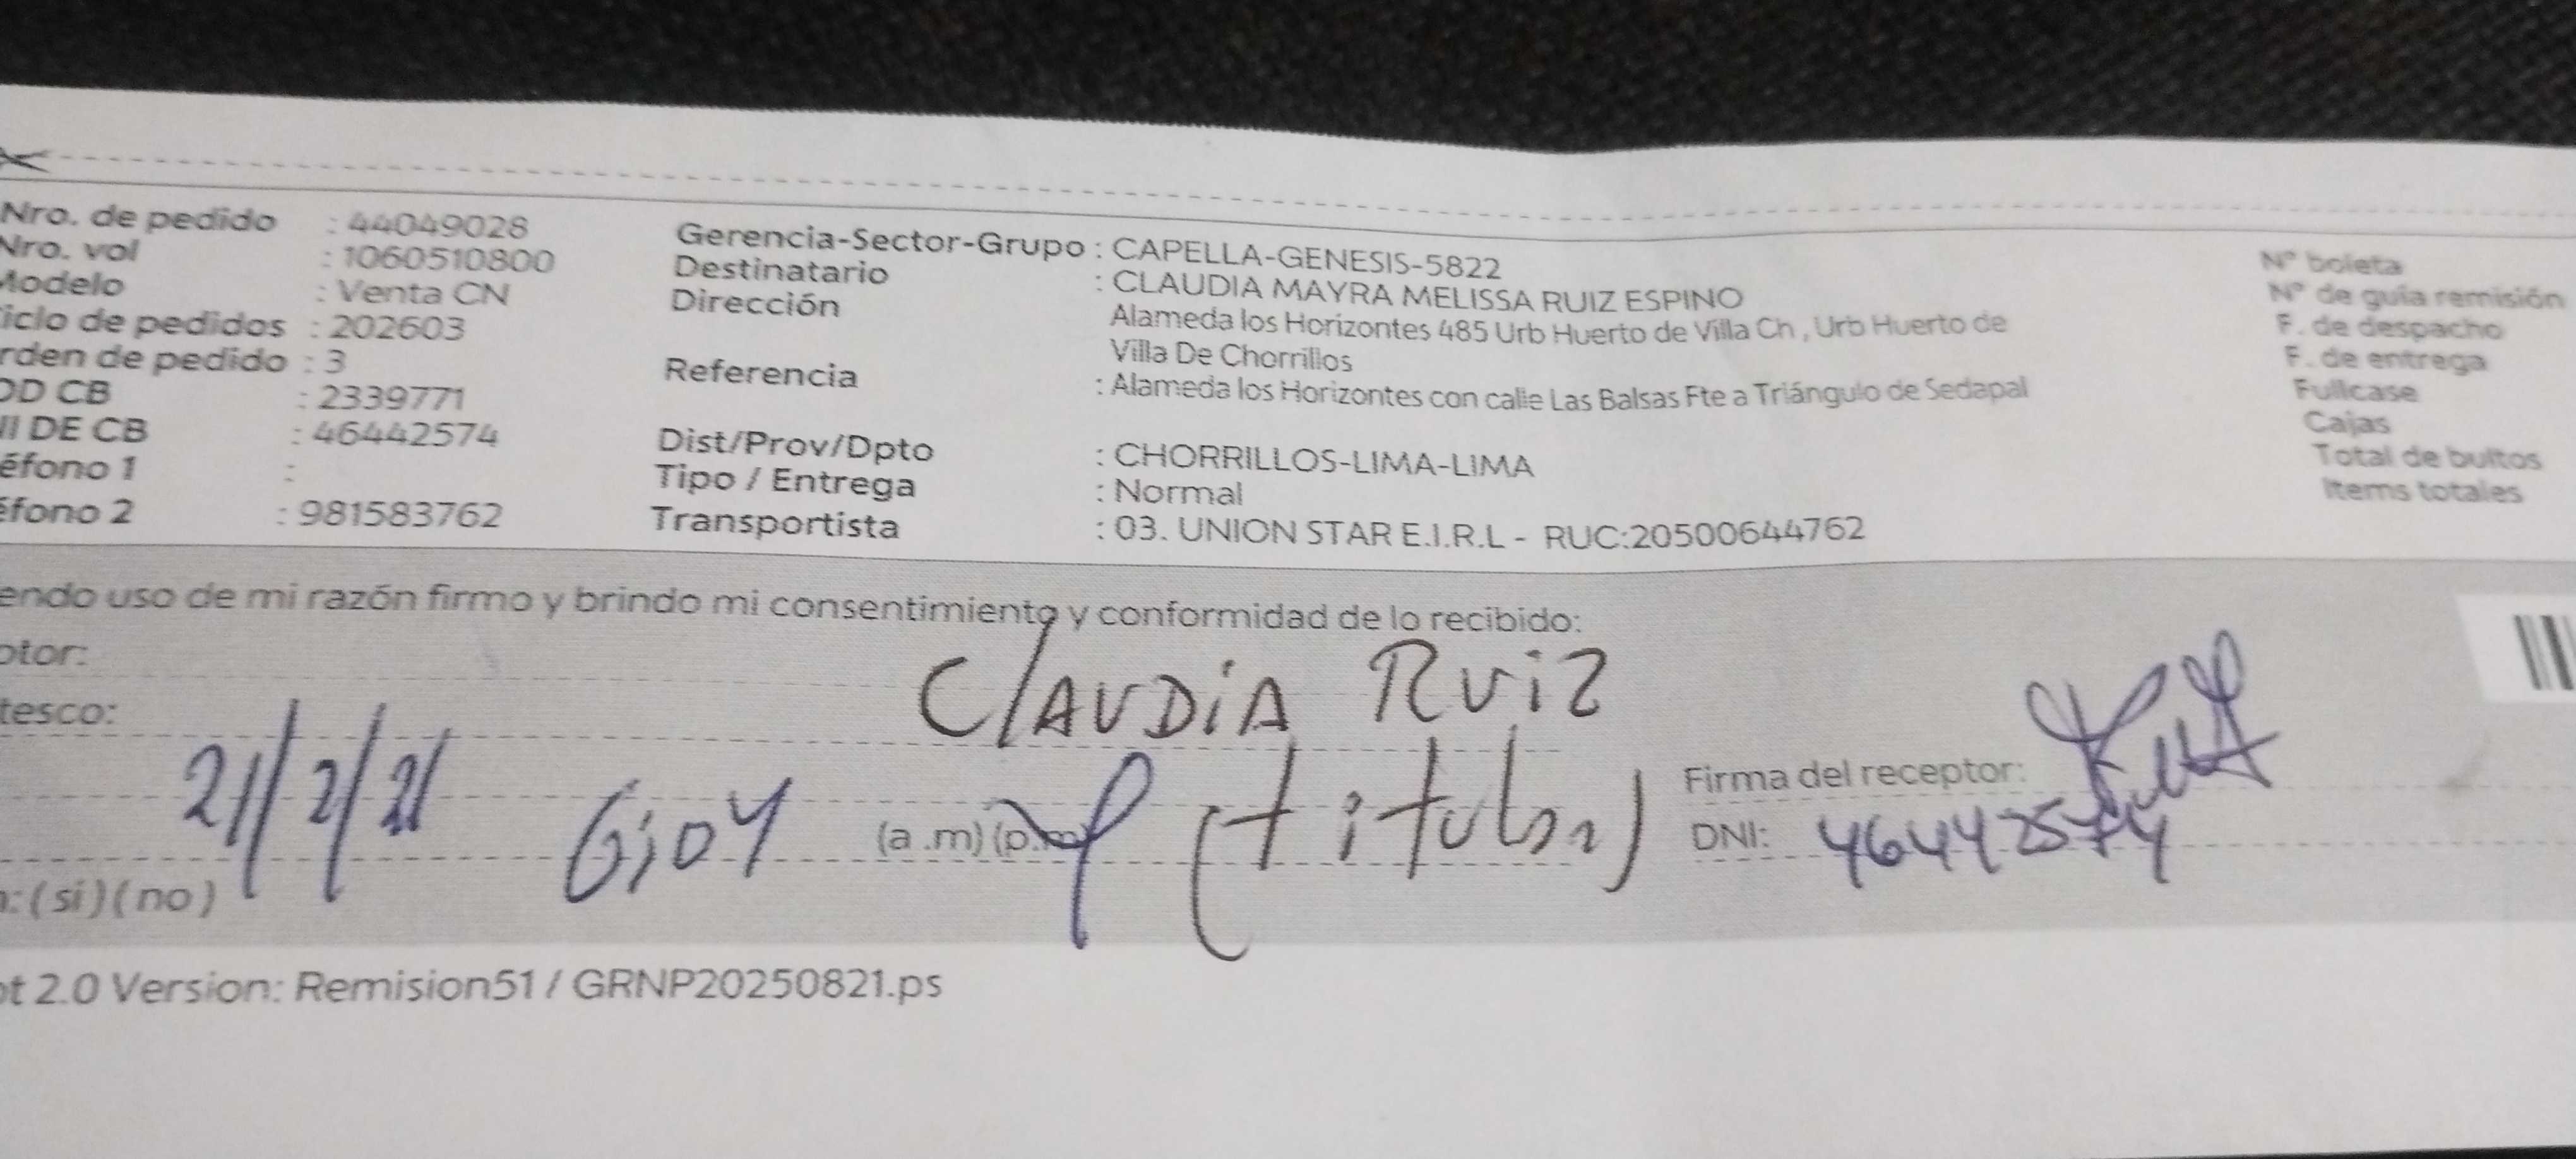 Nro. de pedido : 44049028
Nro. vol : 1060510800
Modelo : Venta CN
iclo de pedidos : 202603
rden de pedido : 3
OD CB : 2339771
NI DE CB : 46442574
éfono 1 :
éfono 2 : 981583762
Gerencia-Sector-Grupo : CAPELLA-GENESIS-5822
Destinatario : CLAUDIA MAYRA MELISSA RUIZ ESPINO
Dirección Alameda los Horizontes 485 Urb Huerto de Villa Ch , Urb Huerto de
Villa De Chorrillos
Referencia : Alameda los Horizontes con calle Las Balsas Fte a Triángulo de Sedapal
Dist/Prov/Dpto : CHORRILLOS-LIMA-LIMA
Tipo / Entrega : Normal
Transportista : 03. UNION STAR E.I.R.L - RUC:20500644762
N° boleta
N° de guía remisión
F. de despacho
F. de entrega
Fullcase
Cajas
Total de bultos
Items totales
endo uso de mi razón firmo y brindo mi consentimiento y conformidad de lo recibido:
ptor: CLAUDIA RUIZ
tesco:
21/2/ (a .m) (p.m) (titular) Firma del receptor:
DNI: 46442574
n: ( si ) ( no )
ot 2.0 Version: Remision51 / GRNP20250821.ps